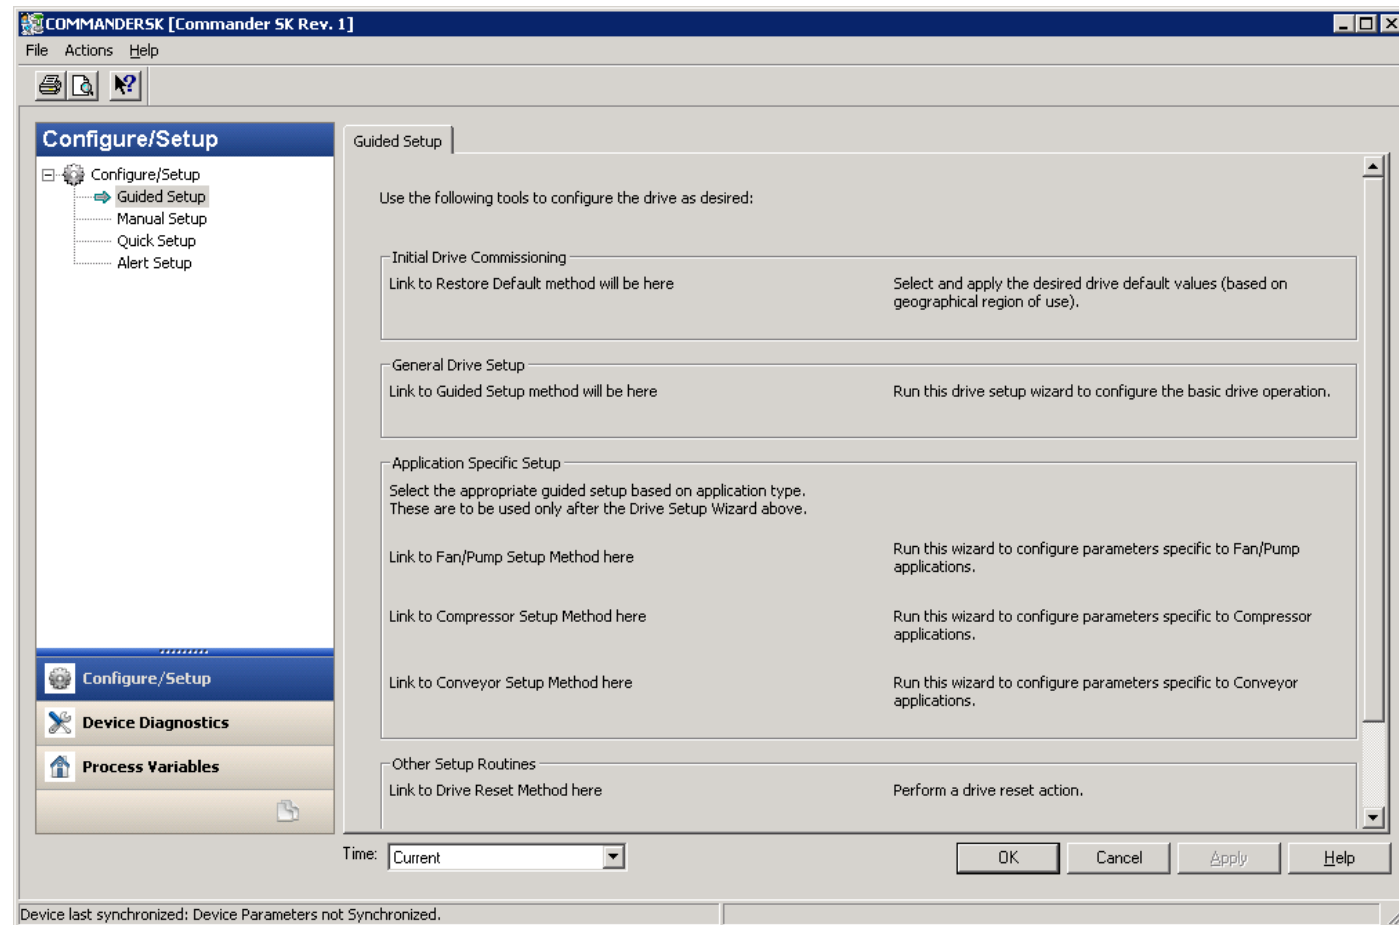 COMMANDERSK [Commander SK Rev. 1]
File Actions Help
Configure/Setup
Configure/Setup
Guided Setup
Manual Setup
Quick Setup
Alert Setup
Configure/Setup
Device Diagnostics
Process Variables
Guided Setup
Use the following tools to configure the drive as desired:
Initial Drive Commissioning
Link to Restore Default method will be here
Select and apply the desired drive default values (based on
geographical region of use).
General Drive Setup
Link to Guided Setup method will be here
Run this drive setup wizard to configure the basic drive operation.
Application Specific Setup
Select the appropriate guided setup based on application type.
These are to be used only after the Drive Setup Wizard above.
Link to Fan/Pump Setup Method here
Run this wizard to configure parameters specific to Fan/Pump
applications.
Link to Compressor Setup Method here
Run this wizard to configure parameters specific to Compressor
applications.
Link to Conveyor Setup Method here
Run this wizard to configure parameters specific to Conveyor
applications.
Other Setup Routines
Link to Drive Reset Method here
Perform a drive reset action.
Time: Current
OK Cancel Apply Help
Device last synchronized: Device Parameters not Synchronized.